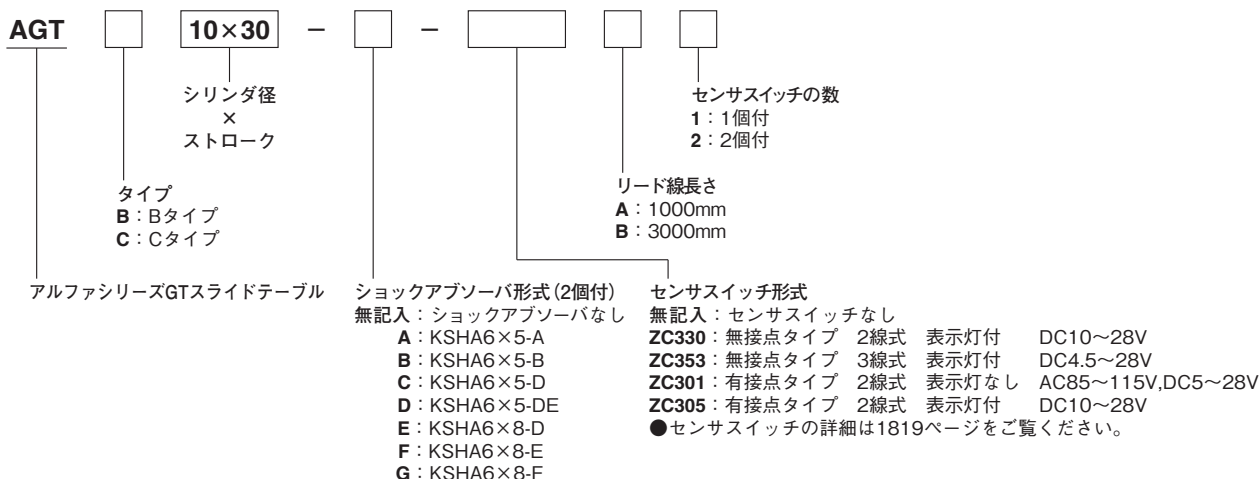 AGT 10×30 − −
シリンダ径
×
ストローク
センサスイッチの数
1：1個付
2：2個付
タイプ
B：Bタイプ
C：Cタイプ
リード線長さ
A：1000mm
B：3000mm
アルファシリーズGTスライドテーブル
ショックアブソーバ形式（2個付）
無記入：ショックアブソーバなし
A：KSHA6×5-A
B：KSHA6×5-B
C：KSHA6×5-D
D：KSHA6×5-DE
E：KSHA6×8-D
F：KSHA6×8-E
G：KSHA6×8-F
センサスイッチ形式
無記入：センサスイッチなし
ZC330：無接点タイプ　2線式　表示灯付　DC10〜28V
ZC353：無接点タイプ　3線式　表示灯付　DC4.5〜28V
ZC301：有接点タイプ　2線式　表示灯なし　AC85〜115V,DC5〜28V
ZC305：有接点タイプ　2線式　表示灯付　DC10〜28V
●センサスイッチの詳細は1819ページをご覧ください。